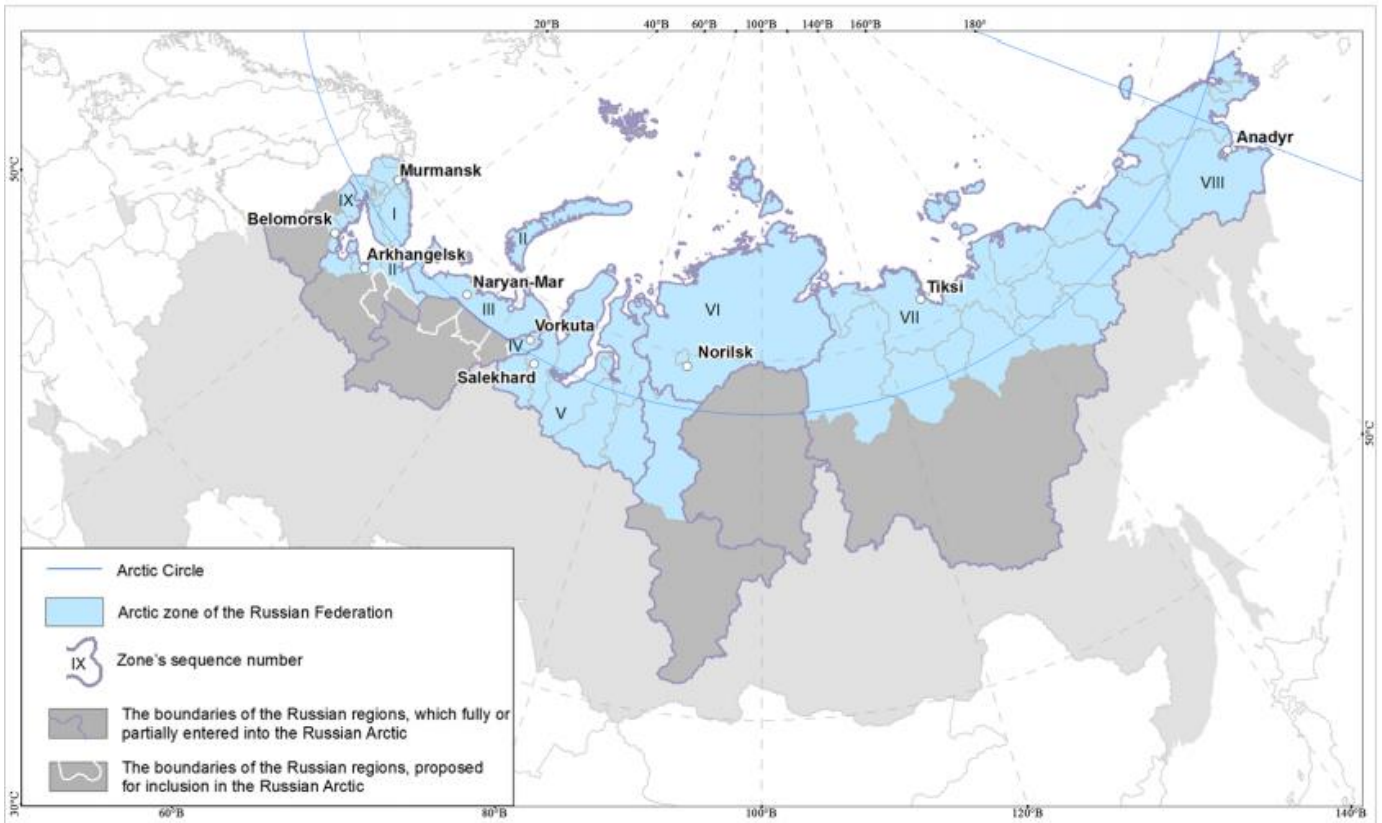 20°B 40°B 60°B 100°B 140°B 160°B 180°
50°C
Anadyr
Murmansk
VIII
IX
Belomorsk
I
II
Arkhangelsk
II
Naryan-Mar
Tiksi
III
VI
VII
Vorkuta
IV
Norilsk
Salekhard
V
50°C
Arctic Circle
Arctic zone of the Russian Federation
IX
Zone's sequence number
The boundaries of the Russian regions, which fully or
partially entered into the Russian Arctic
The boundaries of the Russian regions, proposed
for inclusion in the Russian Arctic
30°C
60°B 80°B 100°B 120°B 140°B